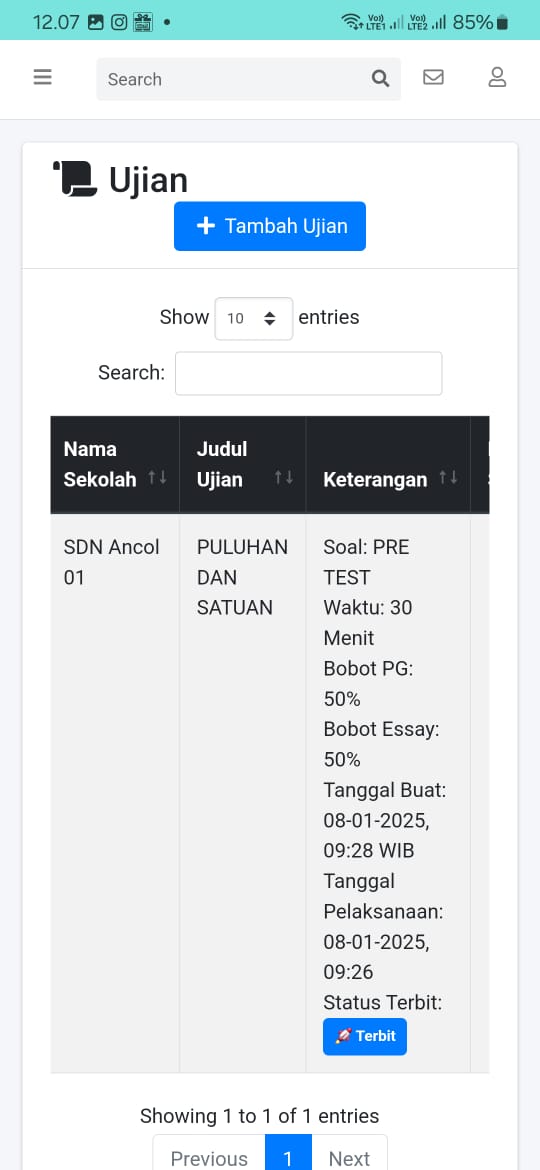 12.07 Vo) LTE1 Vo) LTE2 85%
Search
Ujian
+ Tambah Ujian
Show 10 entries
Search:
Nama Sekolah
Judul Ujian
Keterangan
SDN Ancol
01
PULUHAN
DAN
SATUAN
Soal: PRE
TEST
Waktu: 30
Menit
Bobot PG:
50%
Bobot Essay:
50%
Tanggal Buat:
08-01-2025,
09:28 WIB
Tanggal
Pelaksanaan:
08-01-2025,
09:26
Status Terbit:
Terbit
Showing 1 to 1 of 1 entries
Previous 1 Next